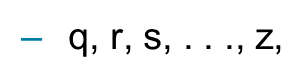 – q, r, s, . . ., z,